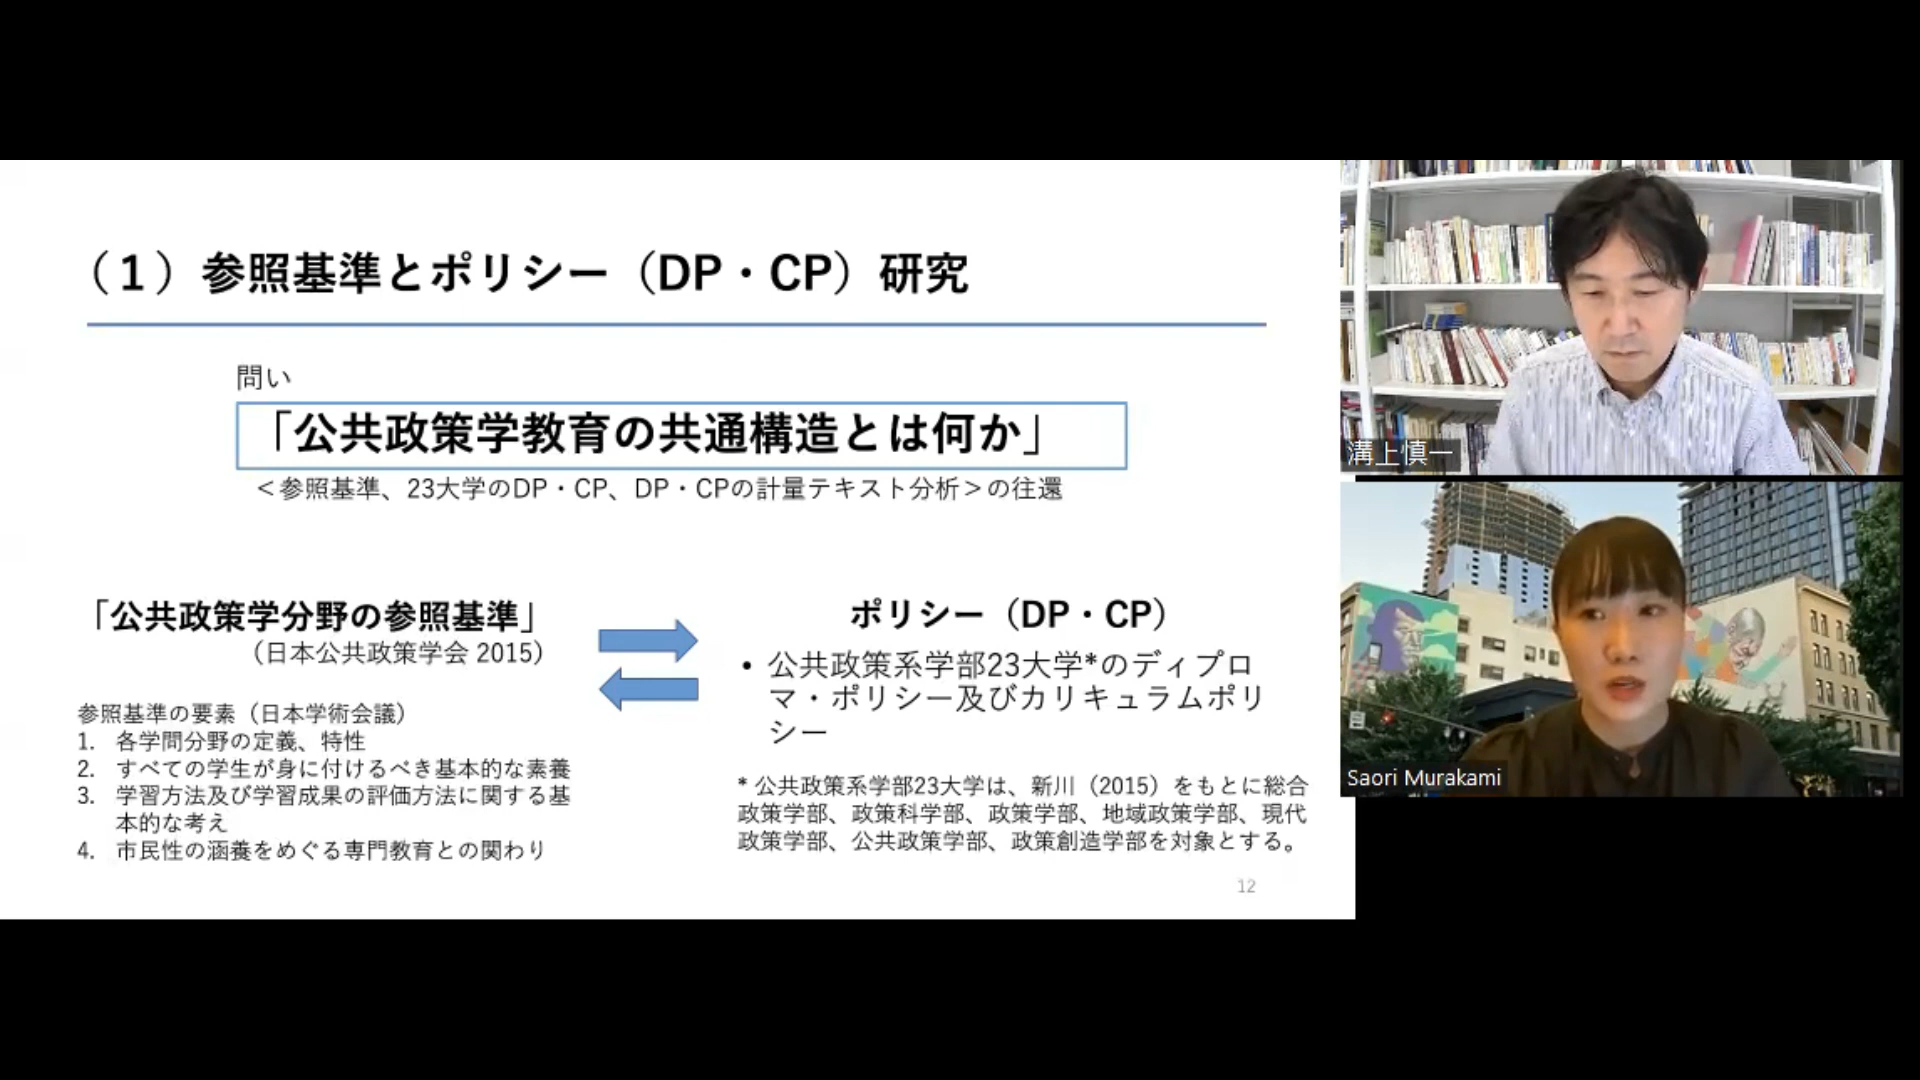 （１）参照基準とポリシー（DP・CP）研究
問い
「公共政策学教育の共通構造とは何か」
＜参照基準、23大学のDP・CP、DP・CPの計量テキスト分析＞の往還
「公共政策学分野の参照基準」
（日本公共政策学会 2015）
参照基準の要素（日本学術会議）
1. 各学問分野の定義、特性
2. すべての学生が身に付けるべき基本的な素養
3. 学習方法及び学習成果の評価方法に関する基
本的な考え
4. 市民性の涵養をめぐる専門教育との関わり
ポリシー（DP・CP）
• 公共政策系学部23大学*のディプロ
マ・ポリシー及びカリキュラムポリ
シー
* 公共政策系学部23大学は、新川（2015）をもとに総合
政策学部、政策科学部、政策学部、地域政策学部、現代
政策学部、公共政策学部、政策創造学部を対象とする。
12
溝上慎一
Saori Murakami